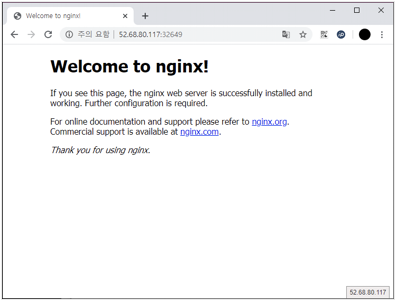 Welcome to nginx!
주의 요함 | 52.68.80.117:32649
Welcome to nginx!
If you see this page, the nginx web server is successfully installed and
working. Further configuration is required.
For online documentation and support please refer to nginx.org.
Commercial support is available at nginx.com.
Thank you for using nginx.
52.68.80.117